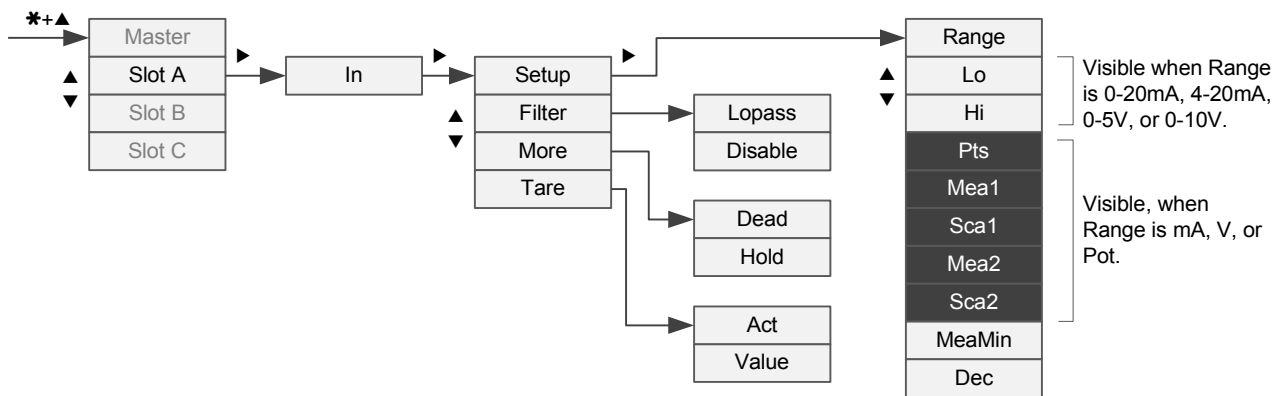 ✱+▲
Master
Slot A
Slot B
Slot C
In
Setup
Filter
More
Tare
Lopass
Disable
Dead
Hold
Act
Value
Range
Lo
Hi
Pts
Mea1
Sca1
Mea2
Sca2
MeaMin
Dec
Visible when Range
is 0-20mA, 4-20mA,
0-5V, or 0-10V.
Visible, when
Range is mA, V, or
Pot.